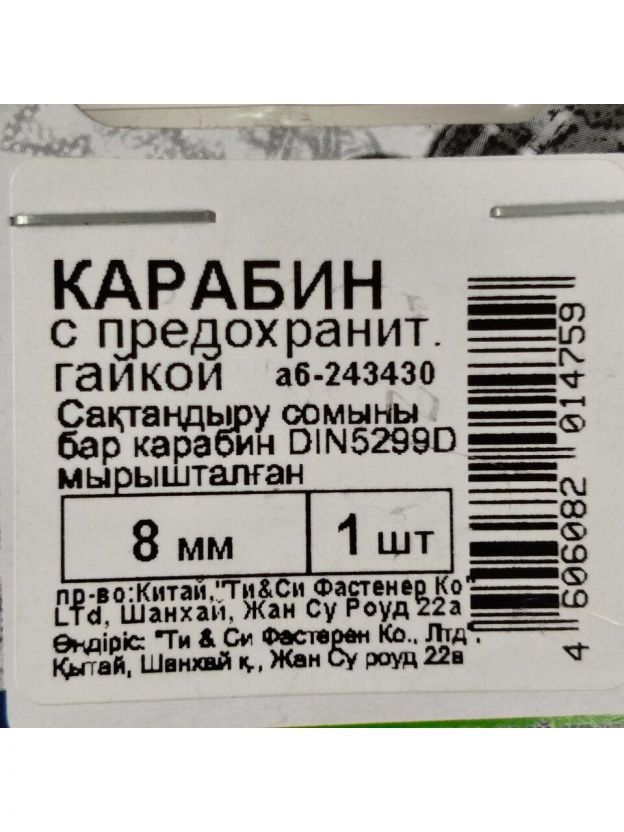 КАРАБИН
с предохранит.
гайкой а6-243430
Сақтандыру сомыны
бар карабин DIN5299D
мырышталған
8 мм 1 шт
пр-во:Китай,"Ти&Си Фастенер Ко"
LTd, Шанхай, Жан Су Роуд 22а
Өндіріс: "Ти & Си Фастерен Ко., Лтд".
Қытай, Шанхай қ., Жан Су роуд 22в
4 606082 014759